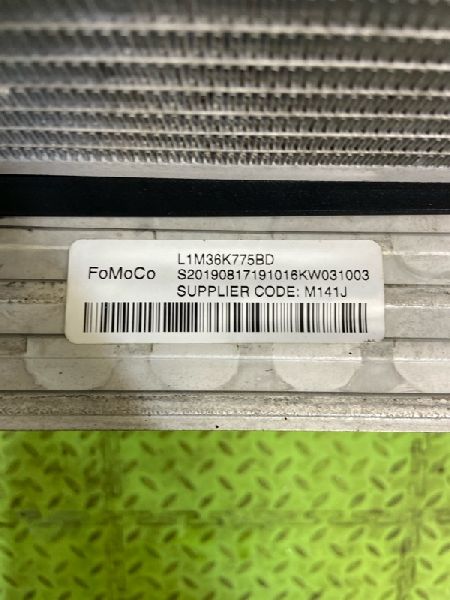 FoMoCo
L1M36K775BD
S20190817191016KW031003
SUPPLIER CODE: M141J